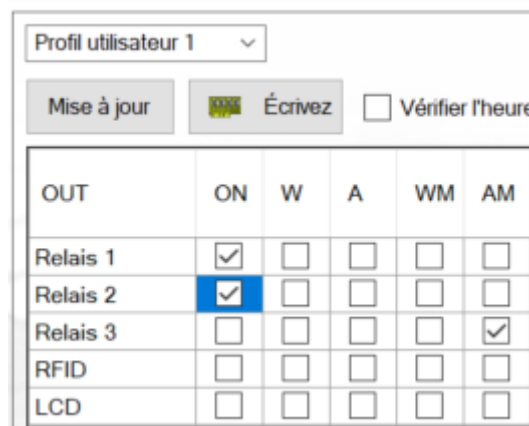 Profil utilisateur 1
Mise à jour Écrivez Vérifier l'heure
OUT ON W A WM AM
Relais 1
Relais 2
Relais 3
RFID
LCD